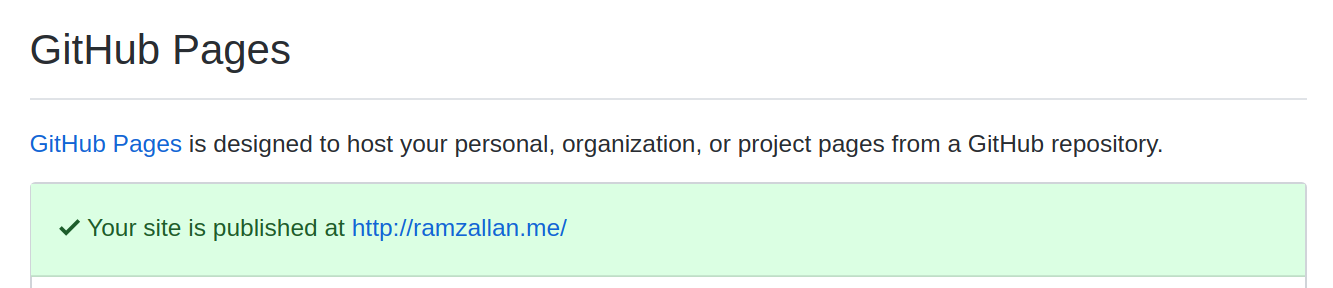 GitHub Pages
GitHub Pages is designed to host your personal, organization, or project pages from a GitHub repository.
Your site is published at http://ramzallan.me/